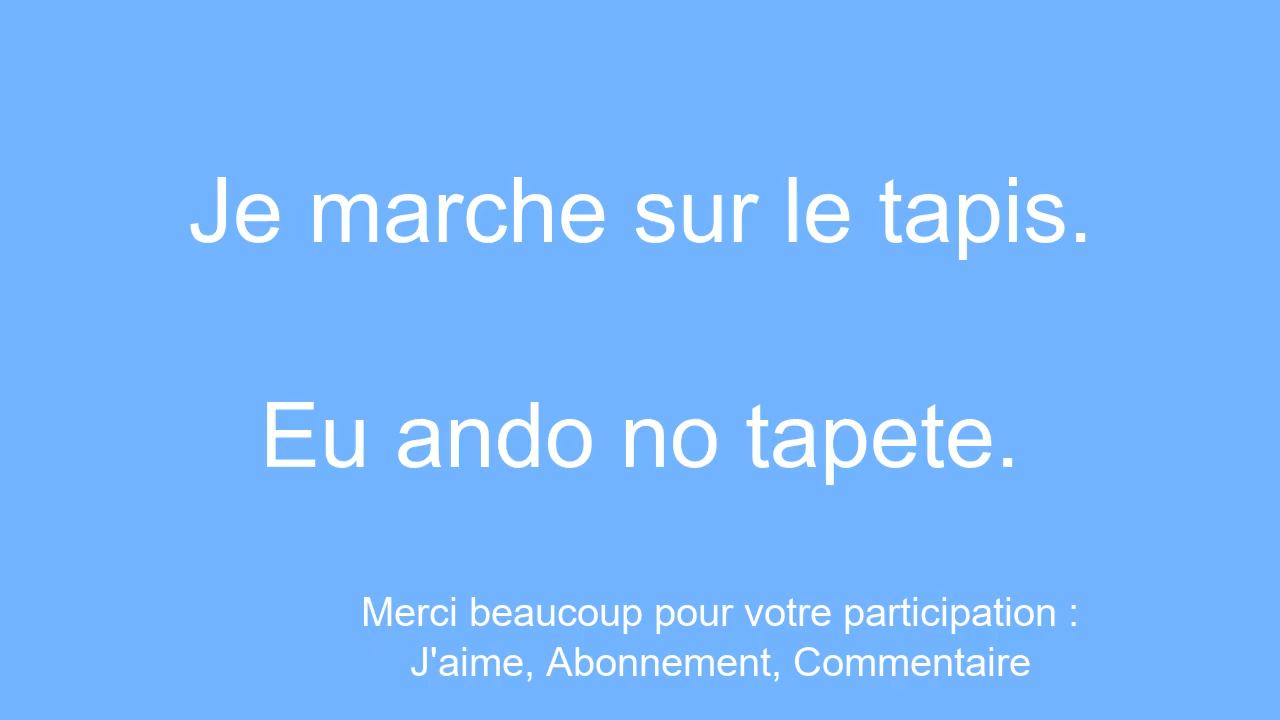 Je marche sur le tapis.
Eu ando no tapete.
Merci beaucoup pour votre participation :
J'aime, Abonnement, Commentaire